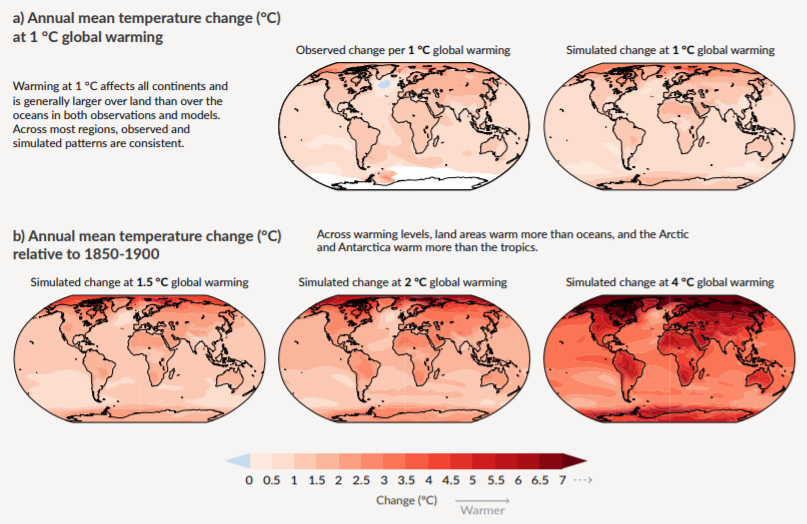 a) Annual mean temperature change (°C)
at 1 °C global warming
Warming at 1 °C affects all continents and
is generally larger over land than over the
oceans in both observations and models.
Across most regions, observed and
simulated patterns are consistent.
Observed change per 1 °C global warming
Simulated change at 1 °C global warming
b) Annual mean temperature change (°C)
relative to 1850-1900
Across warming levels, land areas warm more than oceans, and the Arctic
and Antarctica warm more than the tropics.
Simulated change at 1.5 °C global warming
Simulated change at 2 °C global warming
Simulated change at 4 °C global warming
0 0.5 1 1.5 2 2.5 3 3.5 4 4.5 5 5.5 6 6.5 7
Change (°C)
Warmer